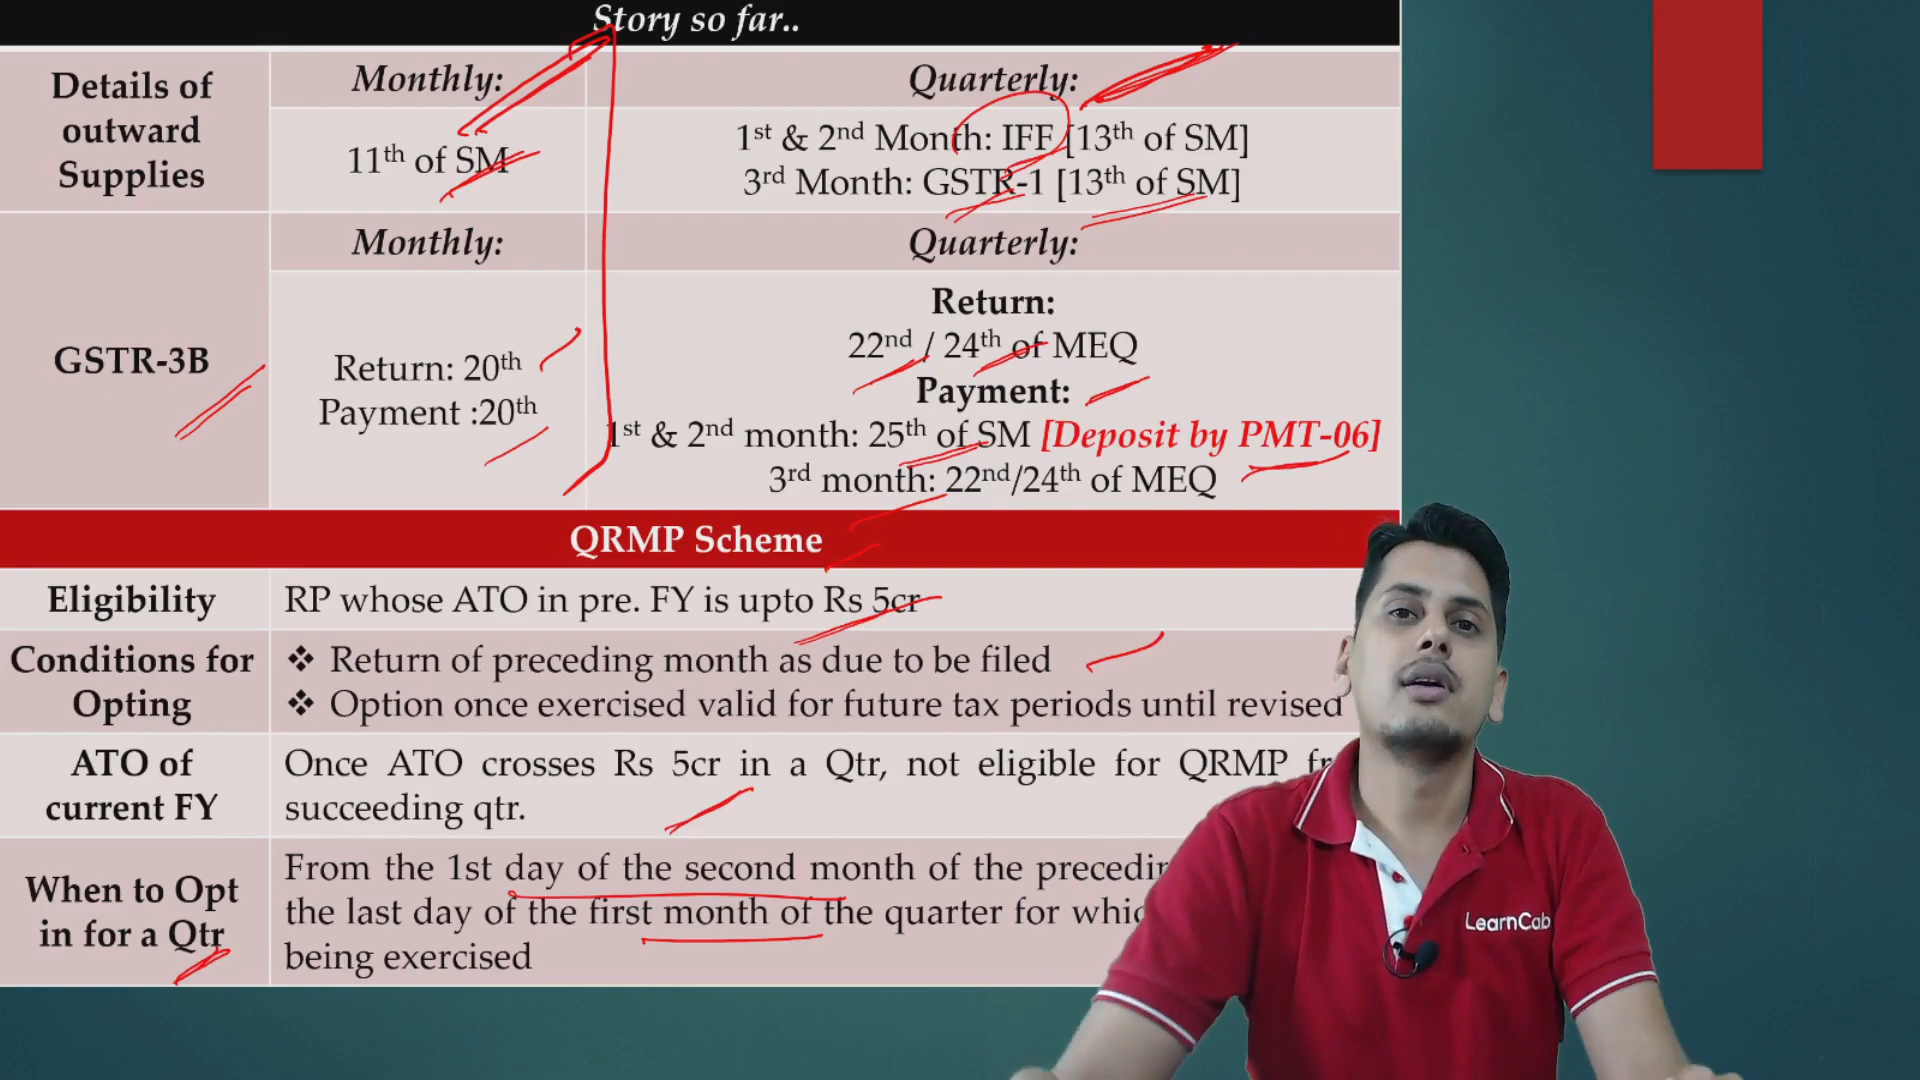 Story so far..
Details of
outward
Supplies
Monthly:
Quarterly:
11th of SM
1st & 2nd Month: IFF [13th of SM]
3rd Month: GSTR-1 [13th of SM]
GSTR-3B
Monthly:
Quarterly:
Return: 20th
Payment :20th
Return:
22nd / 24th of MEQ
Payment:
1st & 2nd month: 25th of SM [Deposit by PMT-06]
3rd month: 22nd/24th of MEQ
QRMP Scheme
Eligibility
RP whose ATO in pre. FY is upto Rs 5cr
Conditions for
Opting
❖ Return of preceding month as due to be filed
❖ Option once exercised valid for future tax periods until revised
ATO of
current FY
Once ATO crosses Rs 5cr in a Qtr, not eligible for QRMP
succeeding qtr.
When to Opt
in for a Qtr
From the 1st day of the second month of the
the last day of the first month of the quarter for
being exercised
LearnCab